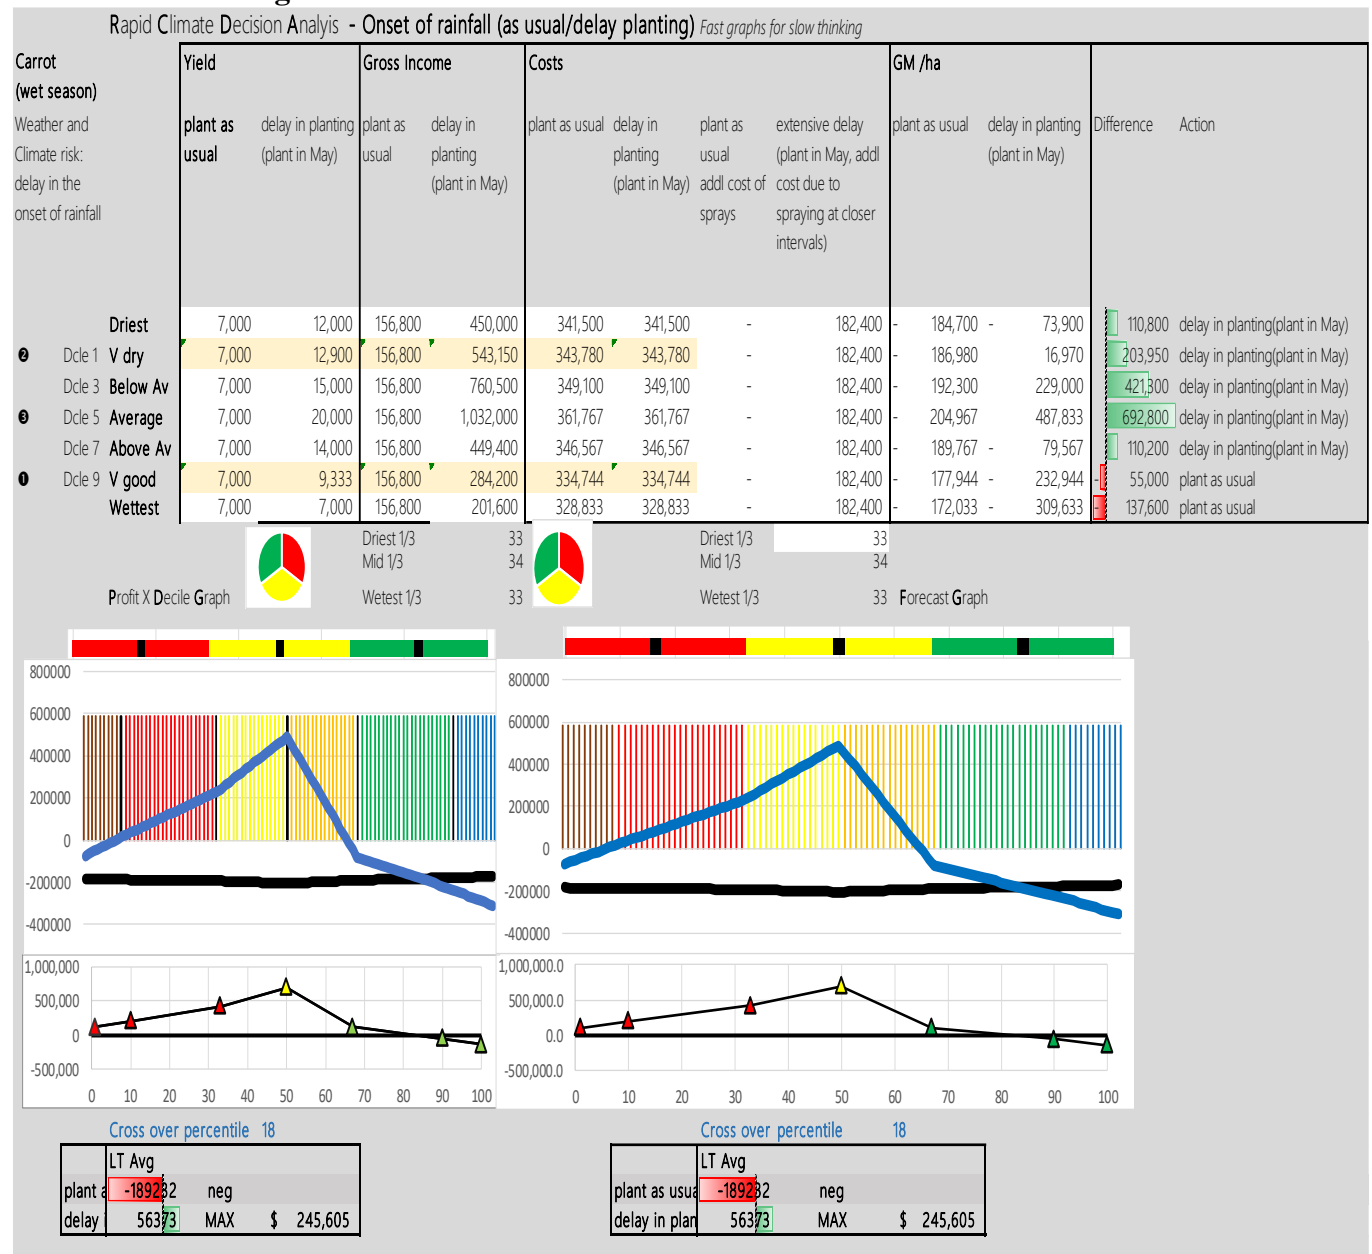 Rapid Climate Decision Analyis - Onset of rainfall (as usual/delay planting) Fast graphs for slow thinking
Carrot Yield Gross Income Costs GM /ha
(wet season)
Weather and plant as delay in planting plant as delay in plant as usual delay in plant as extensive delay plant as usual delay in planting Difference Action
Climate risk: usual (plant in May) usual planting planting usual (plant in May, addl (plant in May)
delay in the (plant in May) (plant in May) addl cost of cost due to
onset of rainfall sprays spraying at closer
intervals)
Driest 7,000 12,000 156,800 450,000 341,500 341,500 - 182,400 - 184,700 - 73,900 110,800 delay in planting(plant in May)
❷ Dcle 1 V dry 7,000 12,900 156,800 543,150 343,780 343,780 - 182,400 - 186,980 16,970 203,950 delay in planting(plant in May)
Dcle 3 Below Av 7,000 15,000 156,800 760,500 349,100 349,100 - 182,400 - 192,300 229,000 421,300 delay in planting(plant in May)
❸ Dcle 5 Average 7,000 20,000 156,800 1,032,000 361,767 361,767 - 182,400 - 204,967 487,833 692,800 delay in planting(plant in May)
Dcle 7 Above Av 7,000 14,000 156,800 449,400 346,567 346,567 - 182,400 - 189,767 - 79,567 110,200 delay in planting(plant in May)
❶ Dcle 9 V good 7,000 9,333 156,800 284,200 334,744 334,744 - 182,400 - 177,944 - 232,944 - 55,000 plant as usual
Wettest 7,000 7,000 156,800 201,600 328,833 328,833 - 182,400 - 172,033 - 309,633 - 137,600 plant as usual
Driest 1/3 33 Driest 1/3 33
Mid 1/3 34 Mid 1/3 34
Profit X Decile Graph Wetest 1/3 33 Wetest 1/3 33 Forecast Graph
800000
600000
400000
200000
0
-200000
-400000
800000
600000
400000
200000
0
-200000
-400000
1,000,000
500,000
0
-500,000
0 10 20 30 40 50 60 70 80 90 100
1,000,000.0
500,000.0
0.0
-500,000.0
0 10 20 30 40 50 60 70 80 90 100
Cross over percentile 18 Cross over percentile 18
LT Avg LT Avg
plant a -189232 neg plant as usua -189232 neg
delay i 56373 MAX $ 245,605 delay in plan 56373 MAX $ 245,605